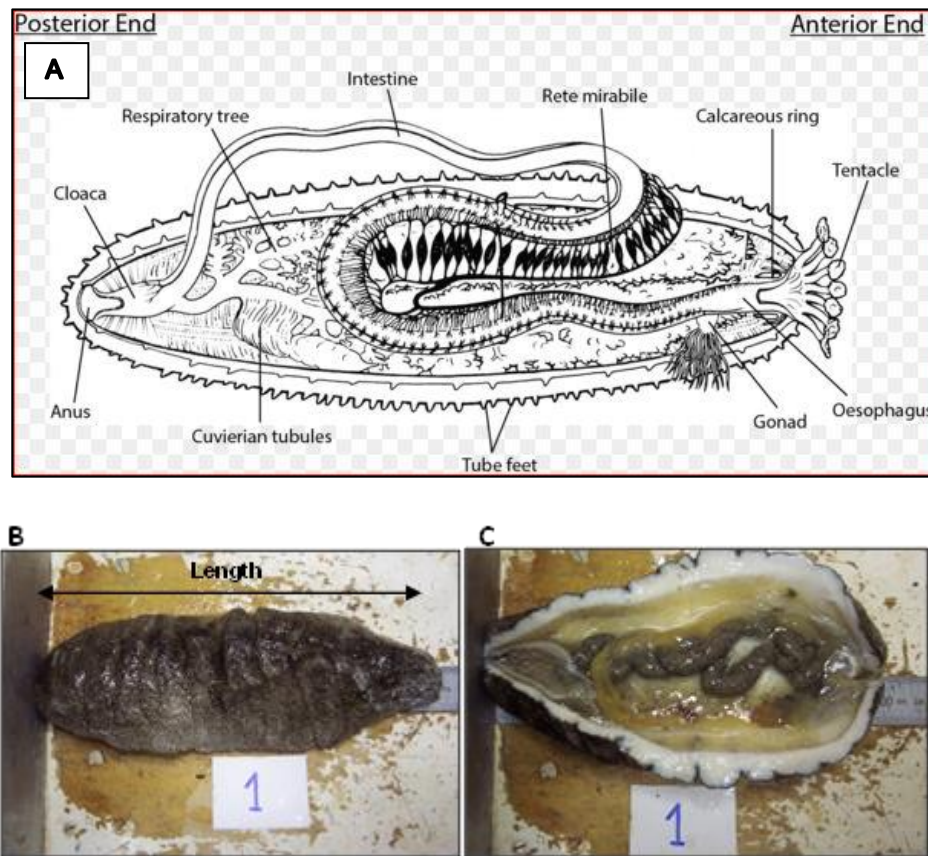 Posterior End
Anterior End
A
Intestine
Rete mirabile
Respiratory tree
Calcareous ring
Tentacle
Cloaca
Anus
Cuvierian tubules
Tube feet
Gonad
Oesophagus
B
C
Length
1
1